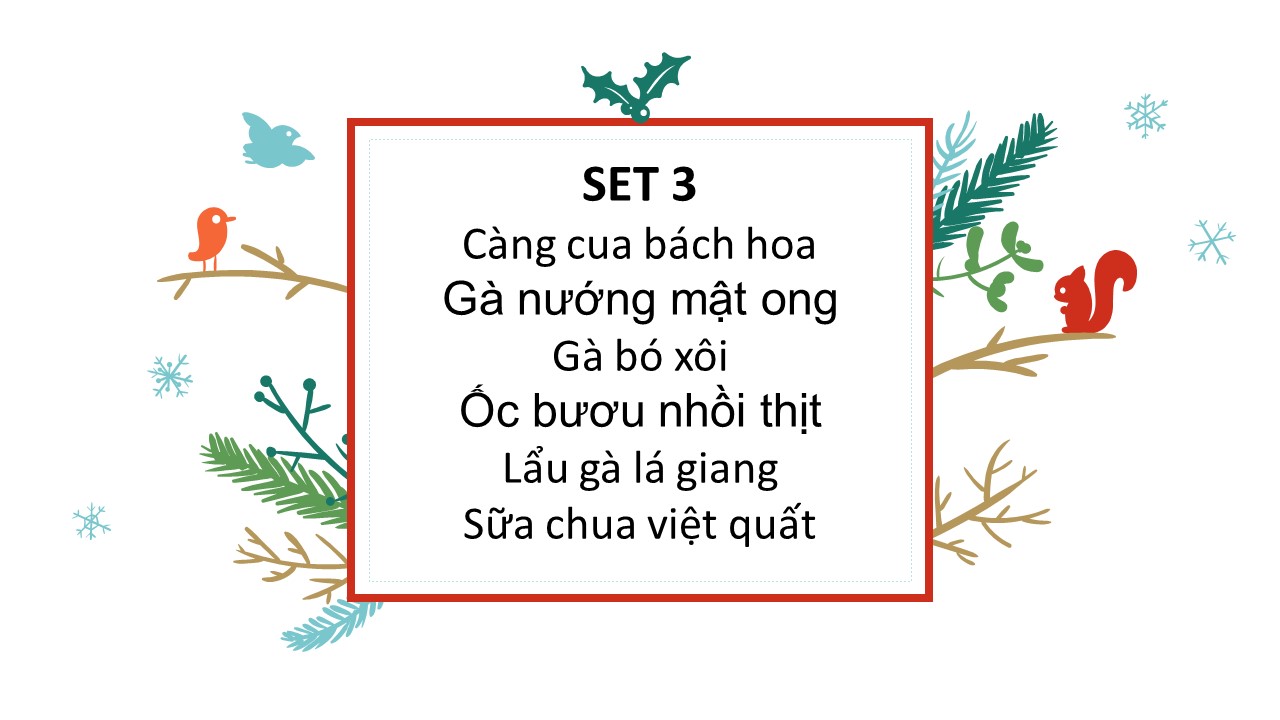 SET 3
Càng cua bách hoa
Gà nướng mật ong
Gà bó xôi
Ốc bươu nhồi thịt
Lẩu gà lá giang
Sữa chua việt quất